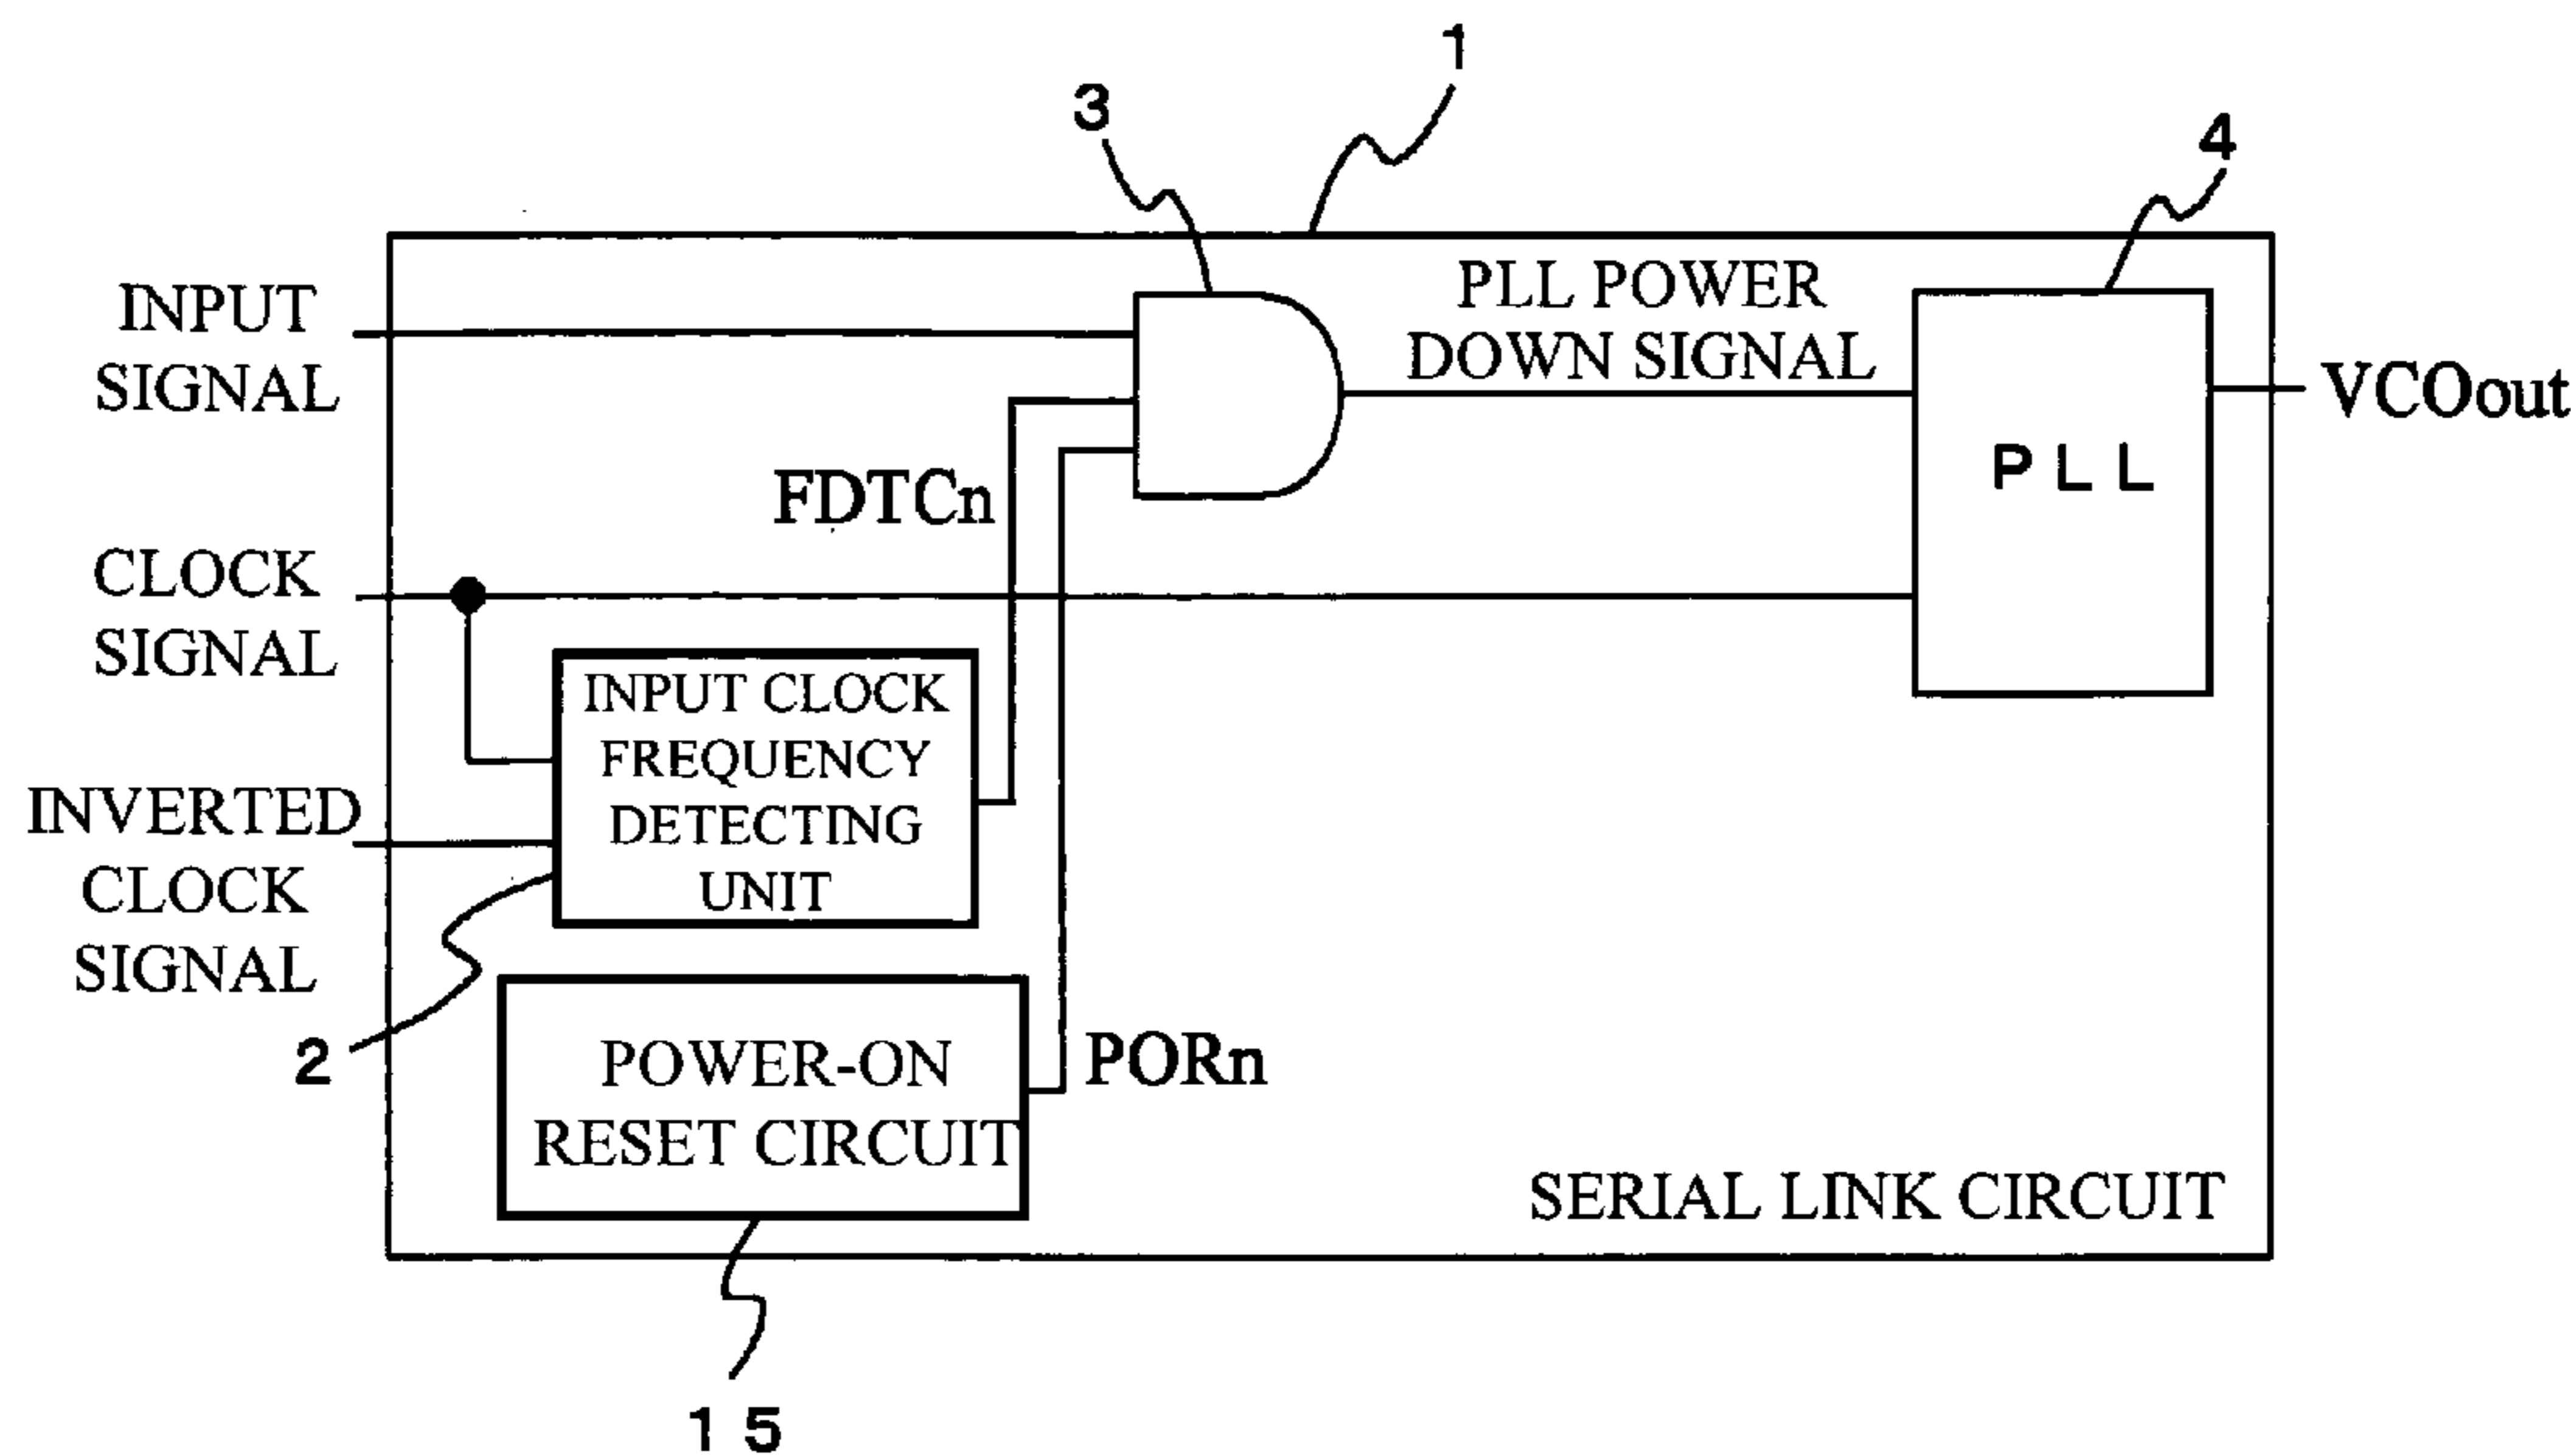 1
3
4
INPUT
SIGNAL
PLL POWER
DOWN SIGNAL
VCOout
PLL
FDTCn
CLOCK
SIGNAL
INPUT CLOCK
FREQUENCY
DETECTING
UNIT
INVERTED
CLOCK
SIGNAL
2
POWER-ON
RESET CIRCUIT
PORn
SERIAL LINK CIRCUIT
15